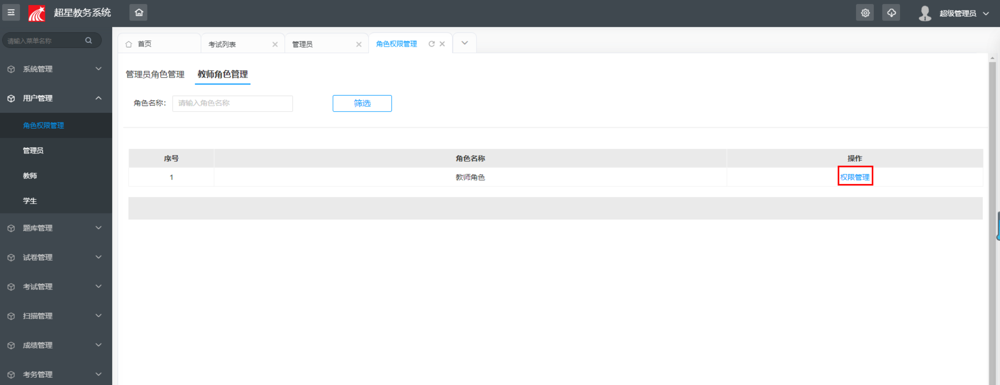 超星教务系统
超级管理员
请输入菜单名称
系统管理
用户管理
角色权限管理
管理员
教师
学生
题库管理
试卷管理
考试管理
扫描管理
成绩管理
考务管理
首页 考试列表 管理员 角色权限管理
管理员角色管理 教师角色管理
角色名称： 请输入角色名称 筛选
序号 角色名称 操作
1 教师角色 权限管理